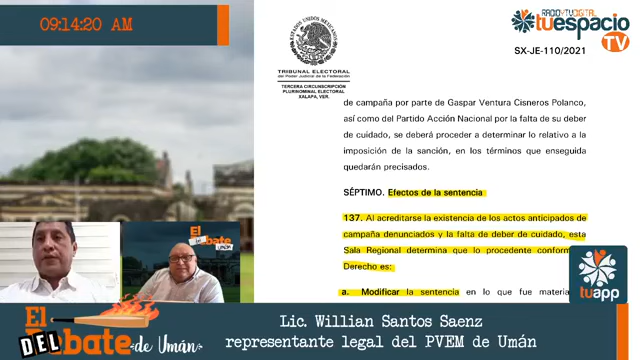 09:14:20 AM
RADIO Y TV DIGITAL
tuespacio
TV
SX-JE-110/2021
ESTADOS UNIDOS MEXICANOS
TRIBUNAL ELECTORAL
del Poder Judicial de la Federación
TERCERA CIRCUNSCRIPCIÓN
PLURINOMINAL ELECTORAL
XALAPA, VER.
de campaña por parte de Gaspar Ventura Cisneros Polanco,
así como del Partido Acción Nacional por la falta de su deber
de cuidado, se deberá proceder a determinar lo relativo a la
imposición de la sanción, en los términos que enseguida
quedarán precisados.
SÉPTIMO. Efectos de la sentencia
137. Al acreditarse la existencia de los actos anticipados de
campaña denunciados y la falta de deber de cuidado, esta
Sala Regional determina que lo procedente conform
Derecho es:
a. Modificar la sentencia en lo que fue materia
El
Debate
tuapp
El
DEL
bate
de Umán
Lic. Willian Santos Saenz
representante legal del PVEM de Umán